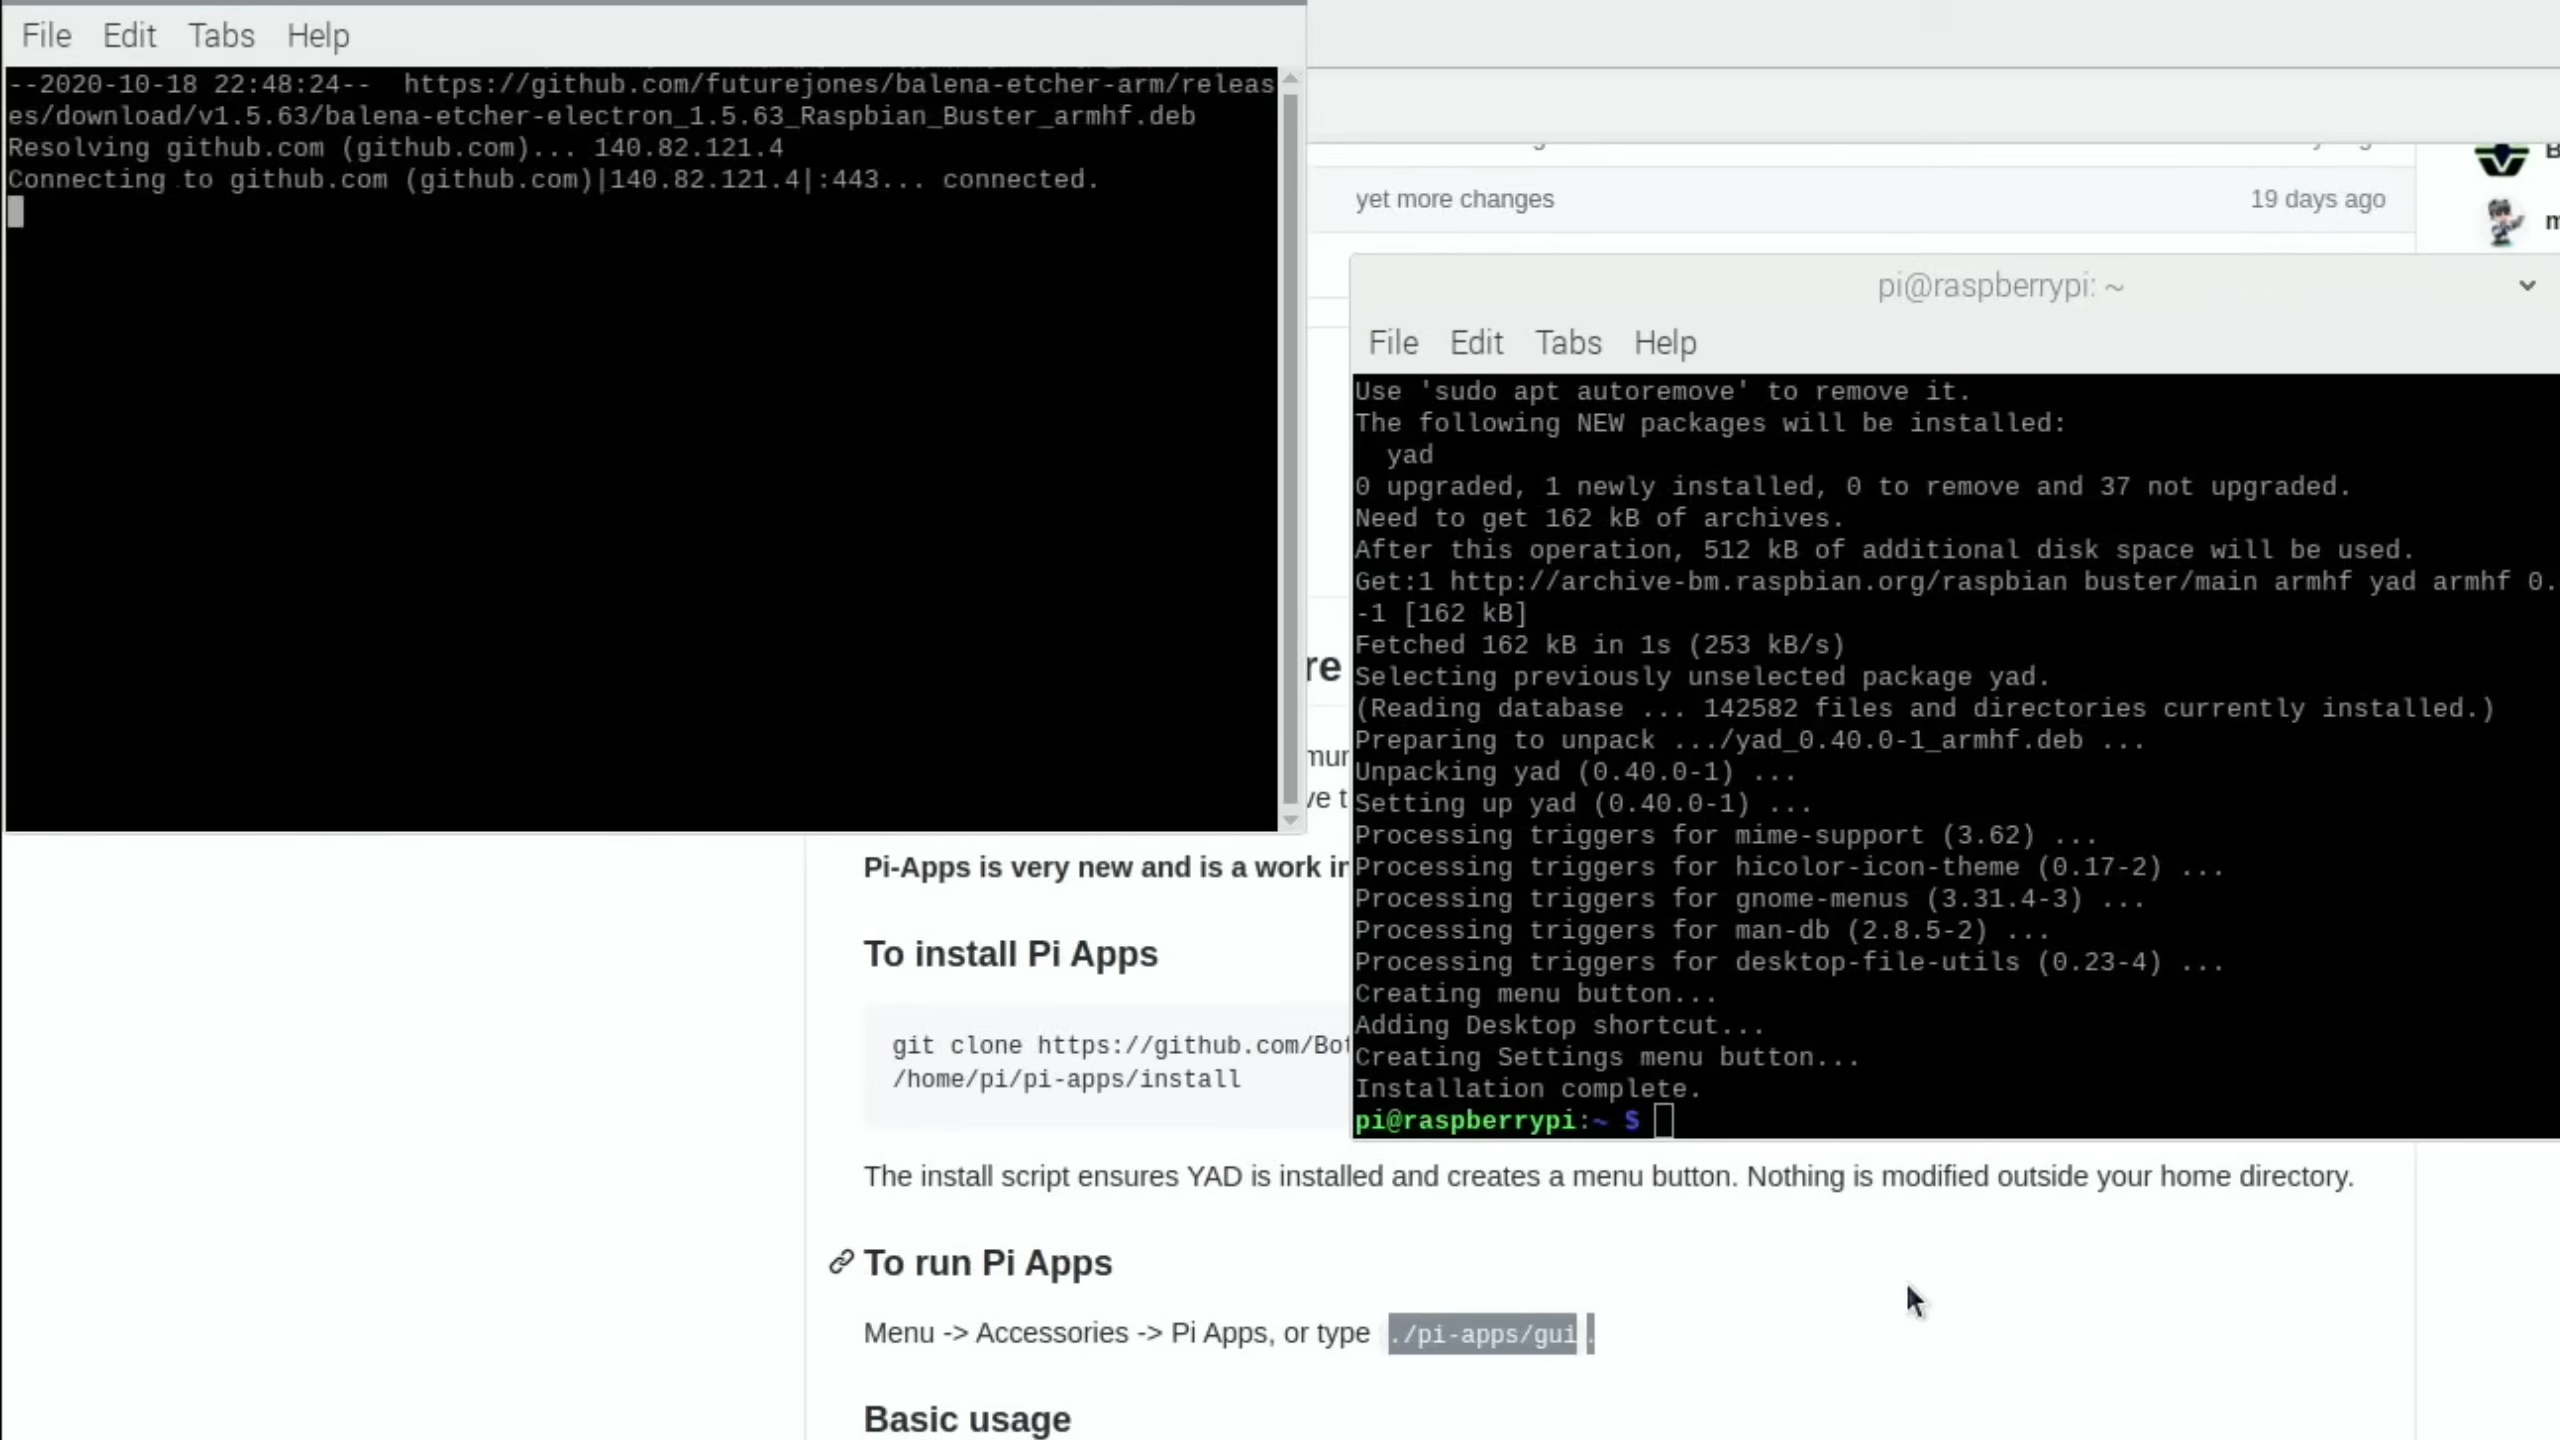 File Edit Tabs Help
--2020-10-18 22:48:24--  https://github.com/futurejones/balena-etcher-arm/releas
es/download/v1.5.63/balena-etcher-electron_1.5.63_Raspbian_Buster_armhf.deb
Resolving github.com (github.com)... 140.82.121.4
Connecting to github.com (github.com)|140.82.121.4|:443... connected.
yet more changes 19 days ago
pi@raspberrypi: ~
File Edit Tabs Help
Use 'sudo apt autoremove' to remove it.
The following NEW packages will be installed:
  yad
0 upgraded, 1 newly installed, 0 to remove and 37 not upgraded.
Need to get 162 kB of archives.
After this operation, 512 kB of additional disk space will be used.
Get:1 http://archive-bm.raspbian.org/raspbian buster/main armhf yad armhf 0.
-1 [162 kB]
Fetched 162 kB in 1s (253 kB/s)
Selecting previously unselected package yad.
(Reading database ... 142582 files and directories currently installed.)
Preparing to unpack .../yad_0.40.0-1_armhf.deb ...
Unpacking yad (0.40.0-1) ...
Setting up yad (0.40.0-1) ...
Processing triggers for mime-support (3.62) ...
Processing triggers for hicolor-icon-theme (0.17-2) ...
Processing triggers for gnome-menus (3.31.4-3) ...
Processing triggers for man-db (2.8.5-2) ...
Processing triggers for desktop-file-utils (0.23-4) ...
Creating menu button...
Adding Desktop shortcut...
Creating Settings menu button...
Installation complete.
pi@raspberrypi:~ $
Pi-Apps is very new and is a work in
To install Pi Apps
git clone https://github.com/Bot
/home/pi/pi-apps/install
The install script ensures YAD is installed and creates a menu button. Nothing is modified outside your home directory.
To run Pi Apps
Menu -> Accessories -> Pi Apps, or type ./pi-apps/gui .
Basic usage